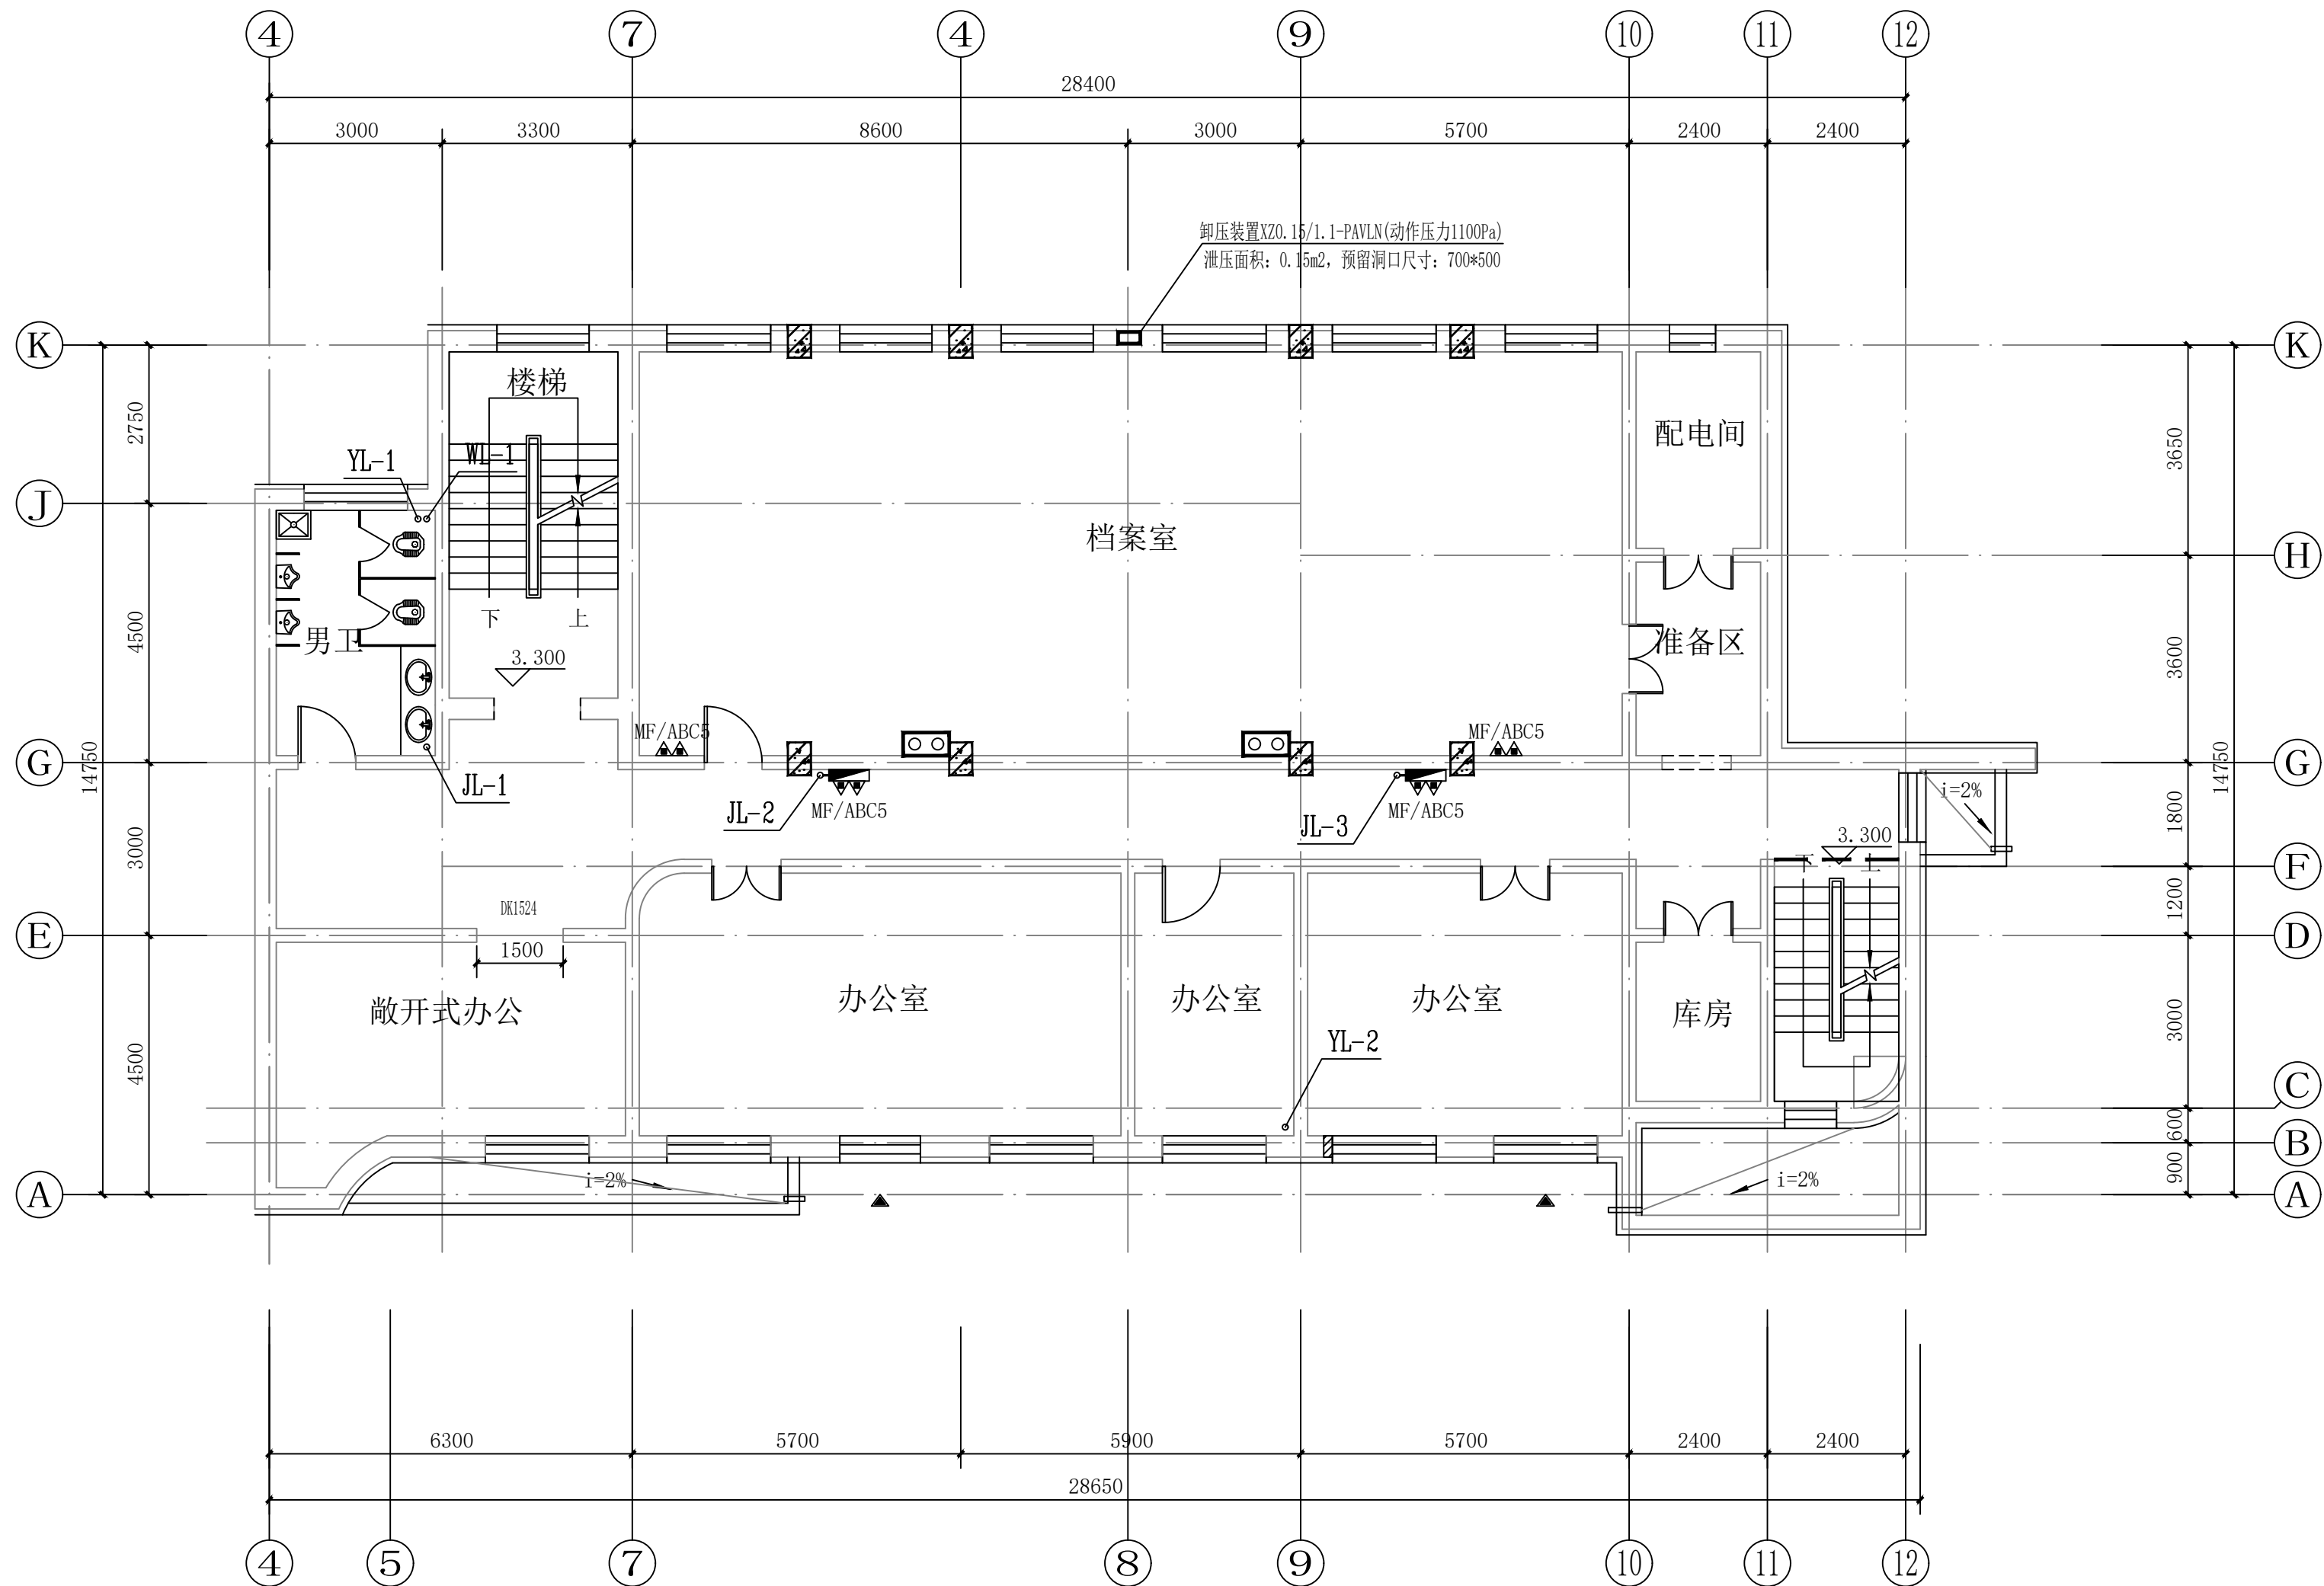 ④ ⑦ ④ ⑨ ⑩ ⑪ ⑫
28400
3000 3300 8600 3000 5700 2400 2400
卸压装置XZ0.15/1.1-PAVLN(动作压力1100Pa)
泄压面积：0.15m2，预留洞口尺寸：700*500
K K
楼梯
2750 3650
配电间
YL-1 WL-1
J
档案室
H
下 上
4500 男卫 准备区 3600
3.300
MF/ABC5 MF/ABC5
G 14750 14750 G
JL-1
i=2%
JL-2 MF/ABC5 JL-3 MF/ABC5
1800
3000 3.300
下 上
F
DK1524
1200
E D
1500
办公室 办公室 办公室
敞开式办公 库房
3000
YL-2
4500
C
600
B
900
i=2% i=2%
A A
6300 5700 5900 5700 2400 2400
28650
④ ⑤ ⑦ ⑧ ⑨ ⑩ ⑪ ⑫